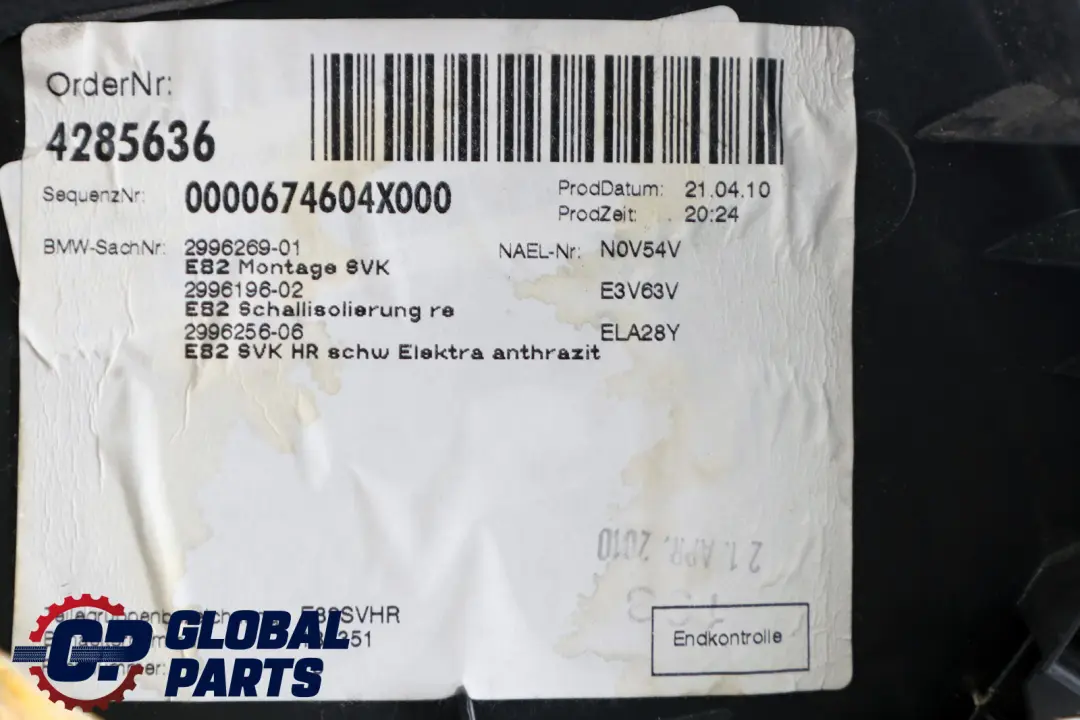 OrderNr:
4285636
SequenzNr: 0000674604X000
ProdDatum: 21.04.10
ProdZeit: 20:24
BMW-SachNr: 2996269-01 NAEL-Nr: N0V54V
E82 Montage SVK
2996196-02 E3V63V
E82 Schallisolierung re
2996256-06 ELA28Y
E82 SVK HR schw Elektra anthrazit
21. APR. 2010
E82SVHR
Endkontrolle
CP GLOBAL
PARTS